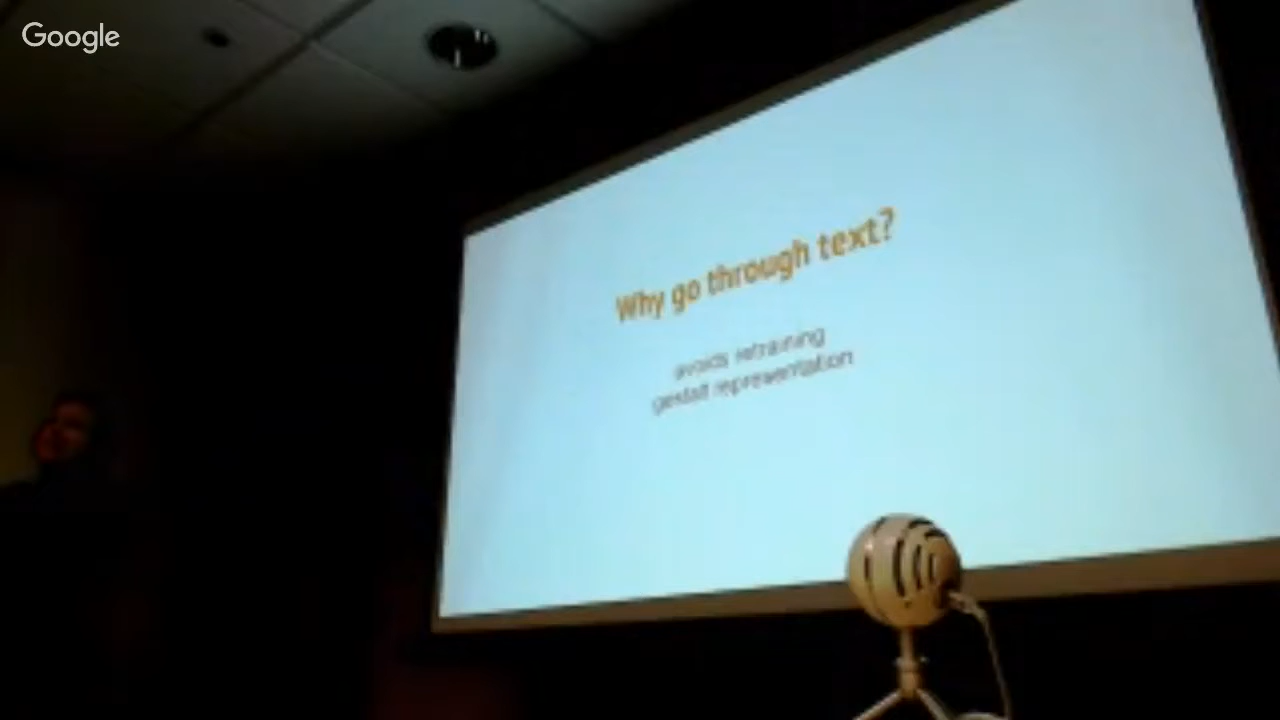 Google
Why go through text?
avoids retraining
gestalt representation